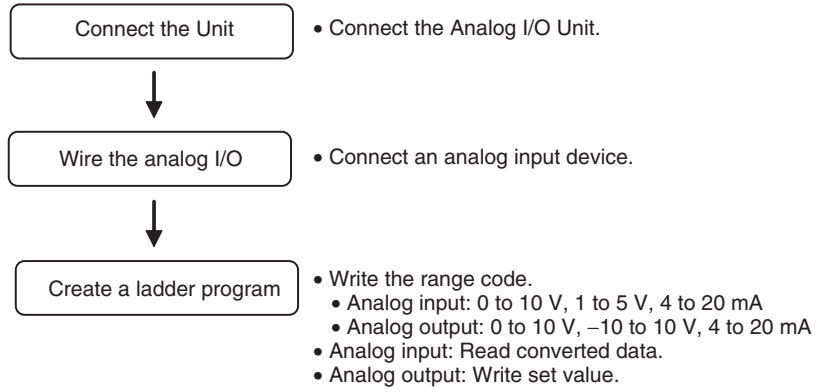 Connect the Unit
• Connect the Analog I/O Unit.
Wire the analog I/O
• Connect an analog input device.
Create a ladder program
• Write the range code.
• Analog input: 0 to 10 V, 1 to 5 V, 4 to 20 mA
• Analog output: 0 to 10 V, −10 to 10 V, 4 to 20 mA
• Analog input: Read converted data.
• Analog output: Write set value.